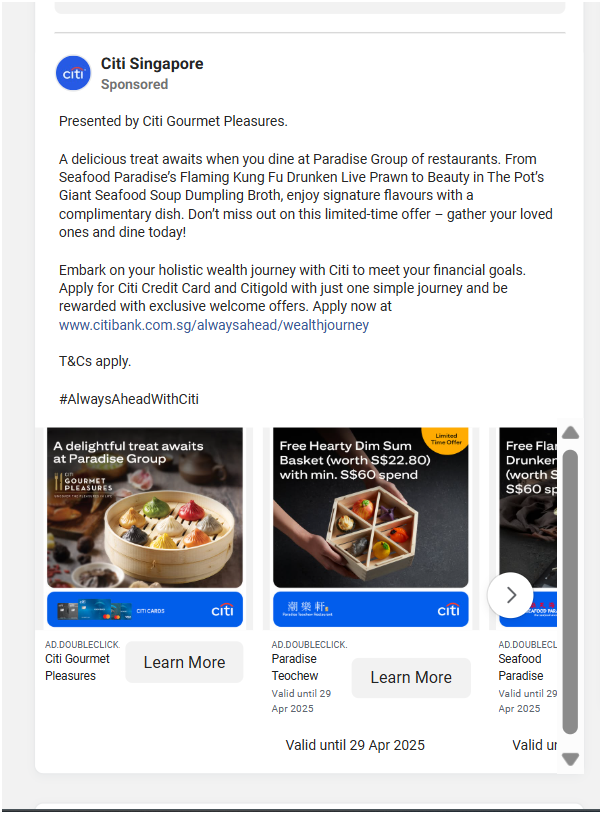 citi
Citi Singapore
Sponsored
Presented by Citi Gourmet Pleasures.
A delicious treat awaits when you dine at Paradise Group of restaurants. From
Seafood Paradise's Flaming Kung Fu Drunken Live Prawn to Beauty in The Pot's
Giant Seafood Soup Dumpling Broth, enjoy signature flavours with a
complimentary dish. Don't miss out on this limited-time offer – gather your loved
ones and dine today!
Embark on your holistic wealth journey with Citi to meet your financial goals.
Apply for Citi Credit Card and Citigold with just one simple journey and be
rewarded with exclusive welcome offers. Apply now at
www.citibank.com.sg/alwaysahead/wealthjourney
T&Cs apply.
#AlwaysAheadWithCiti
A delightful treat awaits
at Paradise Group
CITI
GOURMET
PLEASURES
CITI CARDS
citi
AD.DOUBLECLICK.
Citi Gourmet
Pleasures
Learn More
Limited
Time Offer
Free Hearty Dim Sum
Basket (worth S$22.80)
with min. S$60 spend
潮樂軒
Paradise Teochew Restaurant
citi
AD.DOUBLECLICK.
Paradise
Teochew
Valid until 29
Apr 2025
Learn More
Valid until 29 Apr 2025
Free Flar
Drunken
(worth S
S$60 sp
SEAFOOD PAR
AD.DOUBLECL
Seafood
Paradise
Valid until 29
Apr 2025
Valid ur